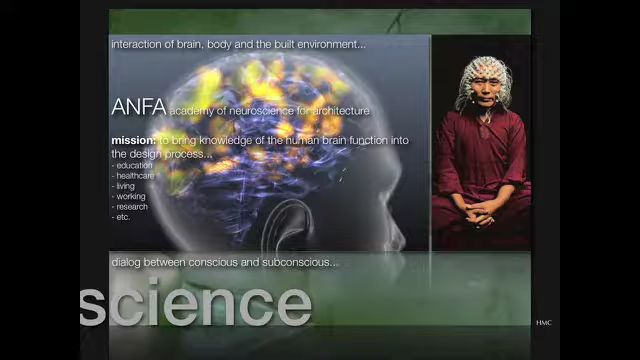 interaction of brain, body and the built environment...
ANFA academy of neuroscience for architecture
mission: to bring knowledge of the human brain function into
the design process...
- education
- healthcare
- living
- working
- research
- etc.
dialog between conscious and subconscious...
science
HMC